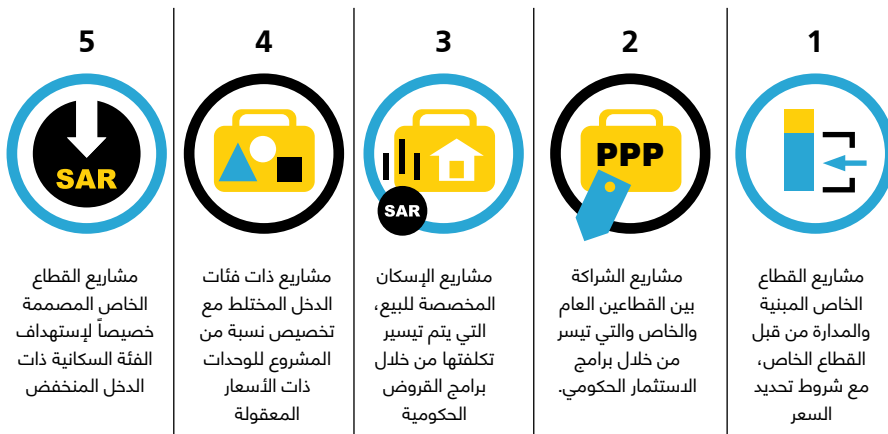 1
مشاريع القطاع
الخاص المبنية
والمدارة من قبل
القطاع الخاص،
مع شروط تحديد
السعر
2
PPP
مشاريع الشراكة
بين القطاعين العام
والخاص والتي تيسر
من خلال برامج
الاستثمار الحكومي.
3
SAR
مشاريع الإسكان
المخصصة للبيع،
التي يتم تيسير
تكلفتها من خلال
برامج القروض
الحكومية
4
مشاريع ذات فئات
الدخل المختلط مع
تخصيص نسبة من
المشروع للوحدات
ذات الأسعار
المعقولة
5
SAR
مشاريع القطاع
الخاص المصممة
خصيصاً لإستهداف
الفئة السكانية ذات
الدخل المنخفض